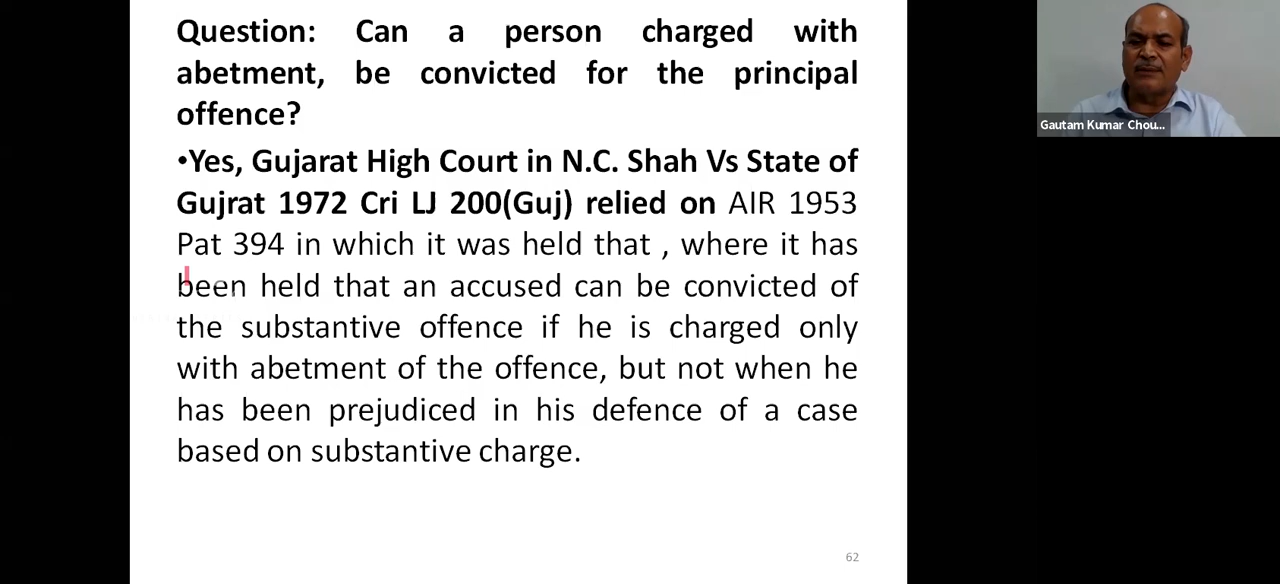 Question: Can a person charged with
abetment, be convicted for the principal
offence?
•Yes, Gujarat High Court in N.C. Shah Vs State of
Gujrat 1972 Cri LJ 200(Guj) relied on AIR 1953
Pat 394 in which it was held that , where it has
been held that an accused can be convicted of
the substantive offence if he is charged only
with abetment of the offence, but not when he
has been prejudiced in his defence of a case
based on substantive charge.
62
Gautam Kumar Chou...